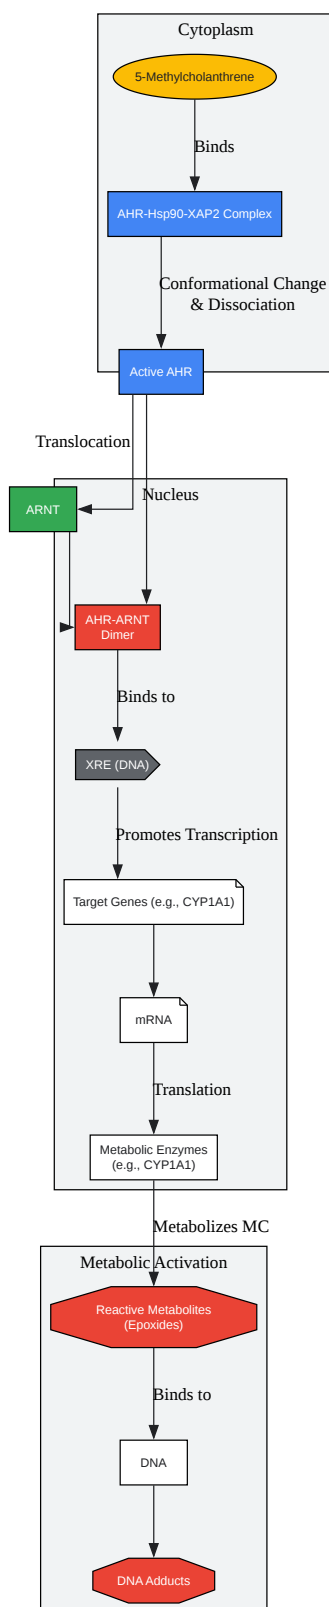 Cytoplasm
5-Methylcholanthrene
Binds
AHR-Hsp90-XAP2 Complex
Conformational Change
& Dissociation
Active AHR
Translocation
Nucleus
ARNT
AHR-ARNT
Dimer
Binds to
XRE (DNA)
Promotes Transcription
Target Genes (e.g., CYP1A1)
mRNA
Translation
Metabolic Enzymes
(e.g., CYP1A1)
Metabolizes MC
Metabolic Activation
Reactive Metabolites
(Epoxides)
Binds to
DNA
DNA Adducts